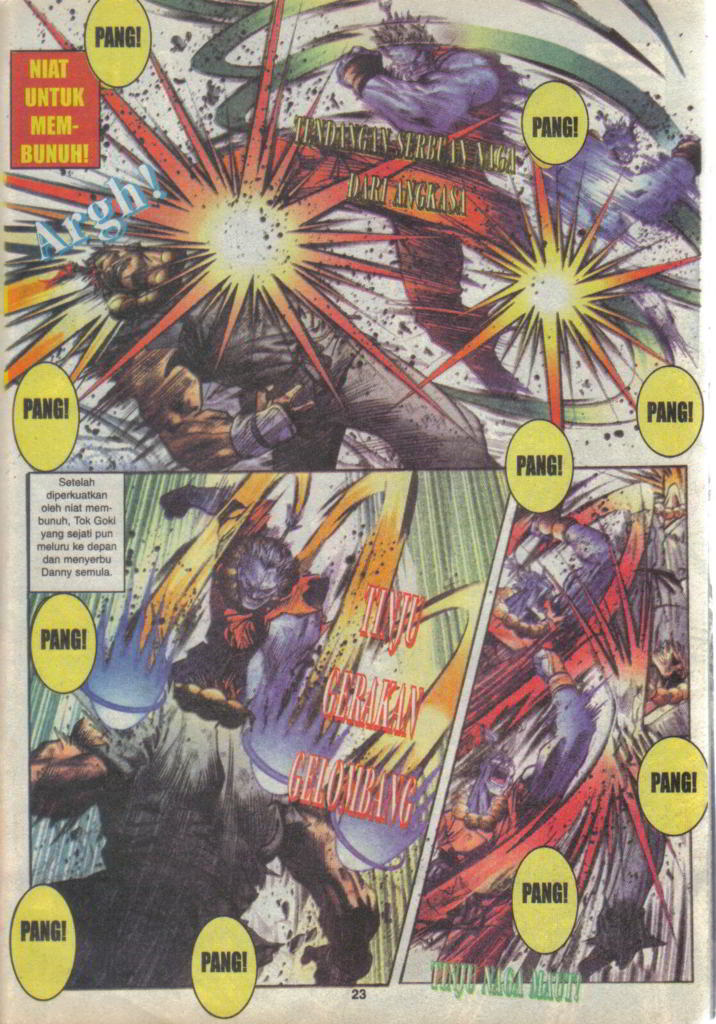 PANG!
NIAT
UNTUK
MEM-
BUNUH!
TENDANGAN SERBUAN NAGA
DARI ANGKASA
PANG!
Argh!
PANG!
PANG!
PANG!
Setelah
diperkuatkan
oleh niat mem-
bunuh, Tok Goki
yang sejati pun
meluru ke depan
dan menyerbu
Danny semula.
PANG!
TINJU
GERAKAN
GELOMBANG
PANG!
PANG!
PANG!
PANG!
TINJU NAGA MAUT!
23